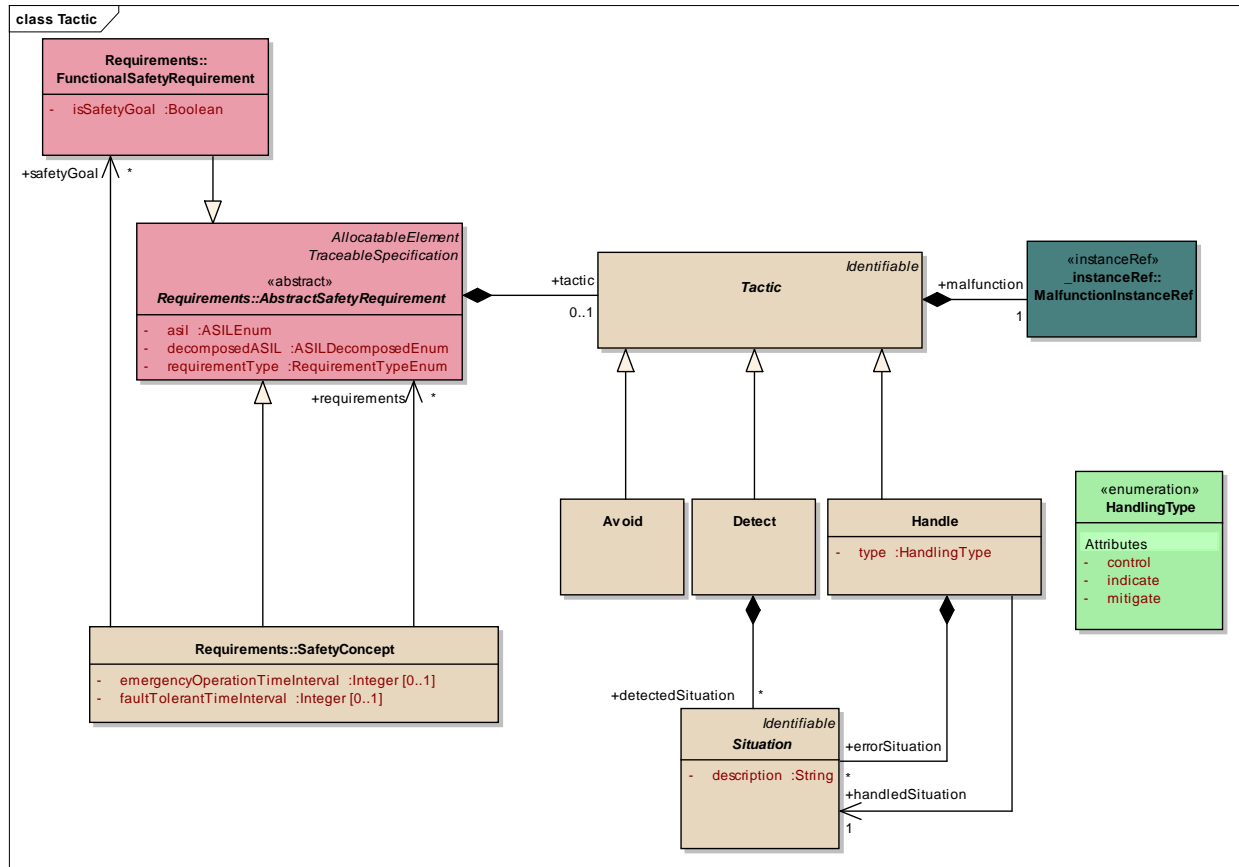 class Tactic
Requirements::
FunctionalSafetyRequirement
- isSafetyGoal :Boolean
+safetyGoal *
AllocatableElement
TraceableSpecification
«abstract»
Requirements::AbstractSafetyRequirement
- asil :ASILEnum
- decomposedASIL :ASILDecomposedEnum
- requirementType :RequirementTypeEnum
+tactic
0..1
Identifiable
Tactic
+malfunction
1
«instanceRef»
_instanceRef::
MalfunctionInstanceRef
+requirements *
Avoid
Detect
Handle
- type :HandlingType
«enumeration»
HandlingType
Attributes
- control
- indicate
- mitigate
Requirements::SafetyConcept
- emergencyOperationTimeInterval :Integer [0..1]
- faultTolerantTimeInterval :Integer [0..1]
+detectedSituation *
Identifiable
Situation
- description :String
+errorSituation
*
+handledSituation
1